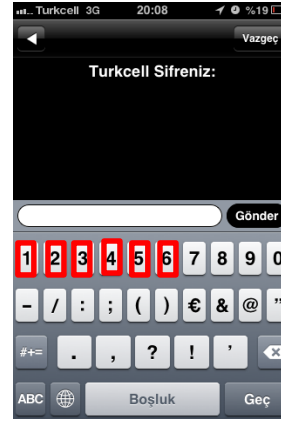 Turkcell 3G 20:08 %19
Vazgeç
Turkcell Sifreniz:
Gönder
1 2 3 4 5 6 7 8 9 0
- / : ; ( ) € & @ "
#+= . , ? ! '
ABC Boşluk Geç